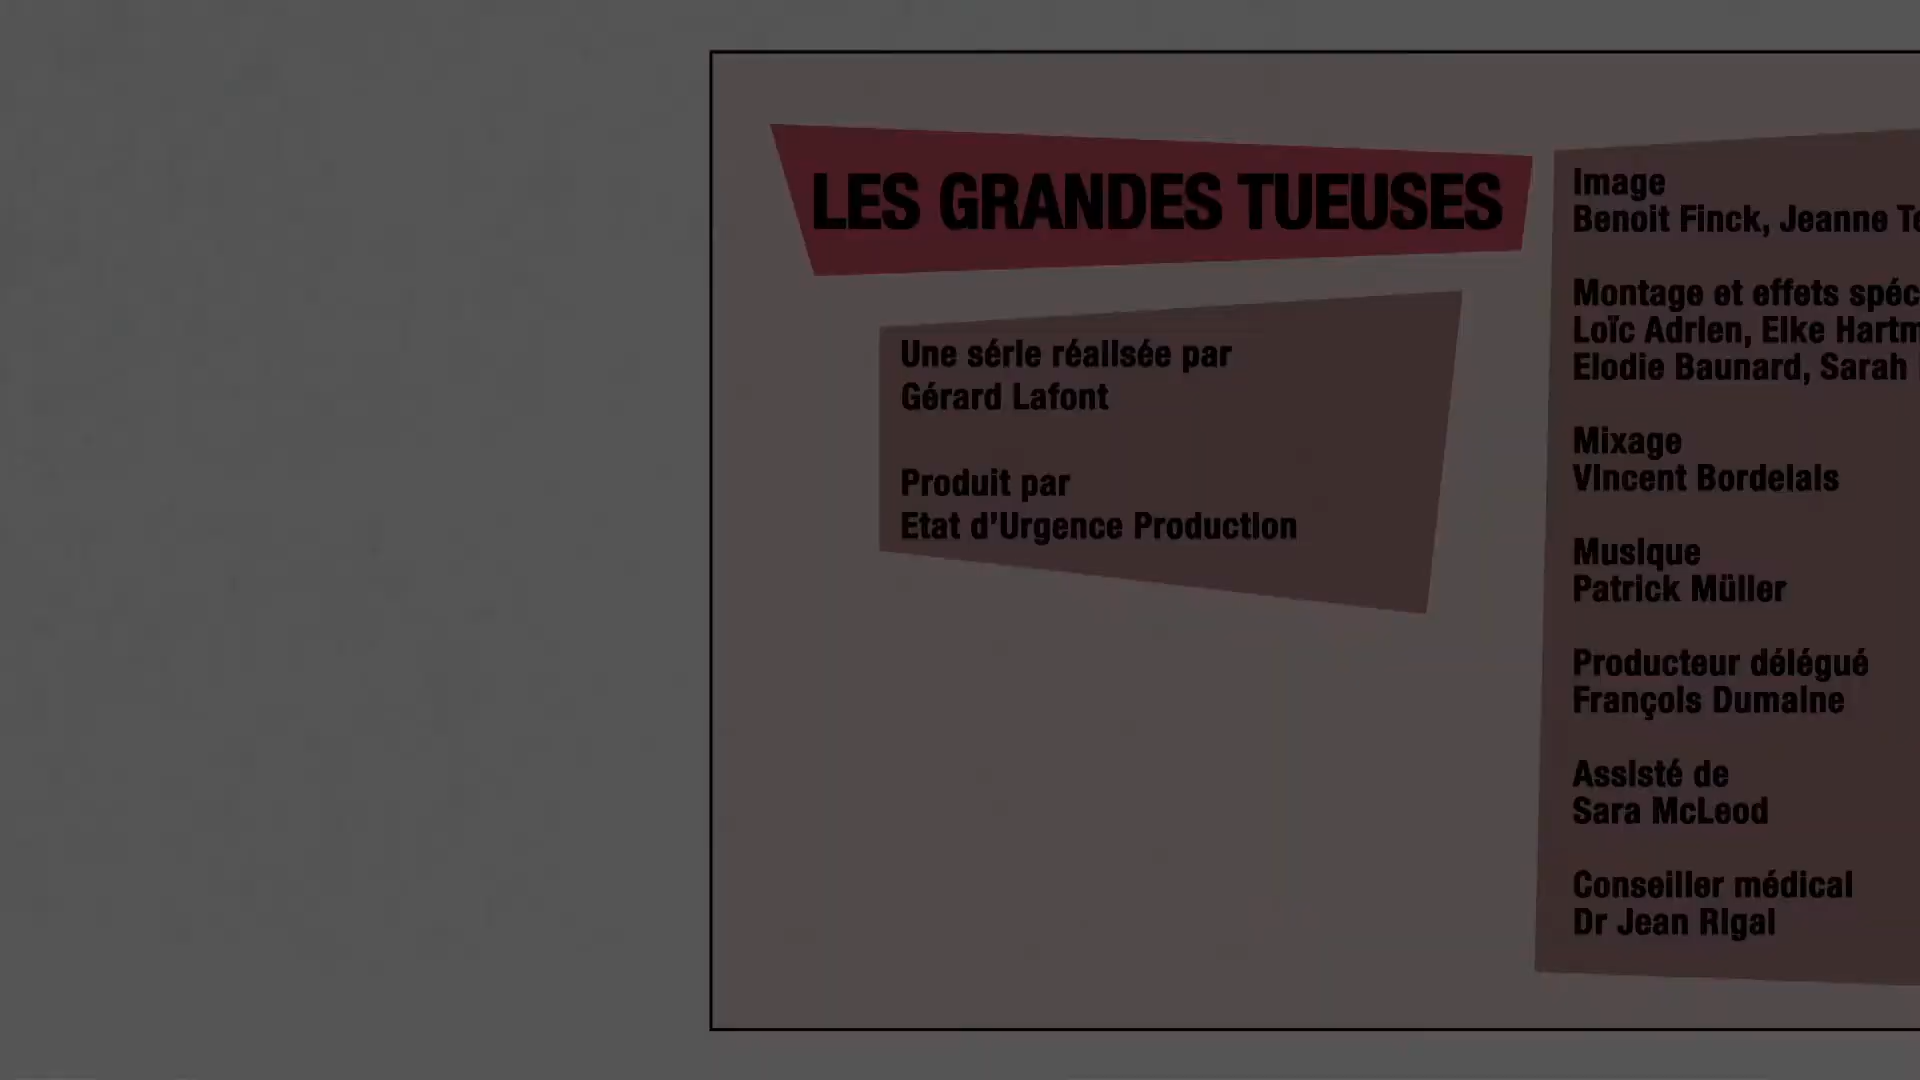 LES GRANDES TUEUSES
Une série réalisée par
Gérard Lafont
Produit par
Etat d'Urgence Production
Image
Benoit Finck, Jeanne
Montage et effets
Loïc Adrien, Elke
Elodie Baunard, Sarah
Mixage
Vincent Bordelais
Musique
Patrick Müller
Producteur délégué
François Dumaine
Assisté de
Sara McLeod
Conseiller médical
Dr Jean Rigal